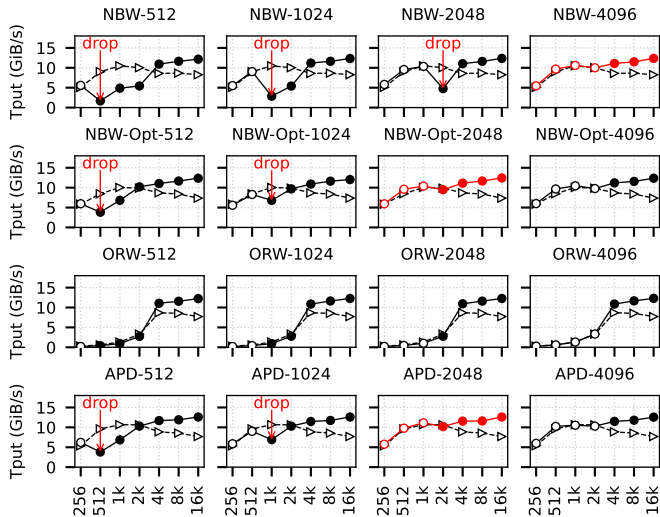 NBW-512 NBW-1024 NBW-2048 NBW-4096
Tput (GiB/s) 15 10 5 0 drop drop drop
NBW-Opt-512 NBW-Opt-1024 NBW-Opt-2048 NBW-Opt-4096
Tput (GiB/s) 15 10 5 0 drop drop
ORW-512 ORW-1024 ORW-2048 ORW-4096
Tput (GiB/s) 15 10 5 0
APD-512 APD-1024 APD-2048 APD-4096
Tput (GiB/s) 15 10 5 0 drop drop
256 512 1k 2k 4k 8k 16k 256 512 1k 2k 4k 8k 16k 256 512 1k 2k 4k 8k 16k 256 512 1k 2k 4k 8k 16k